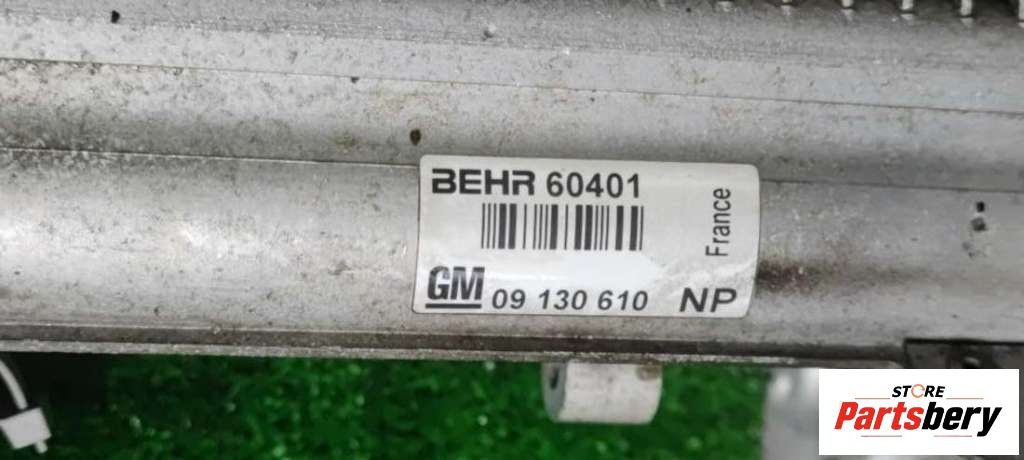 BEHR 60401
France
GM 09 130 610 NP
STORE
Partsbery